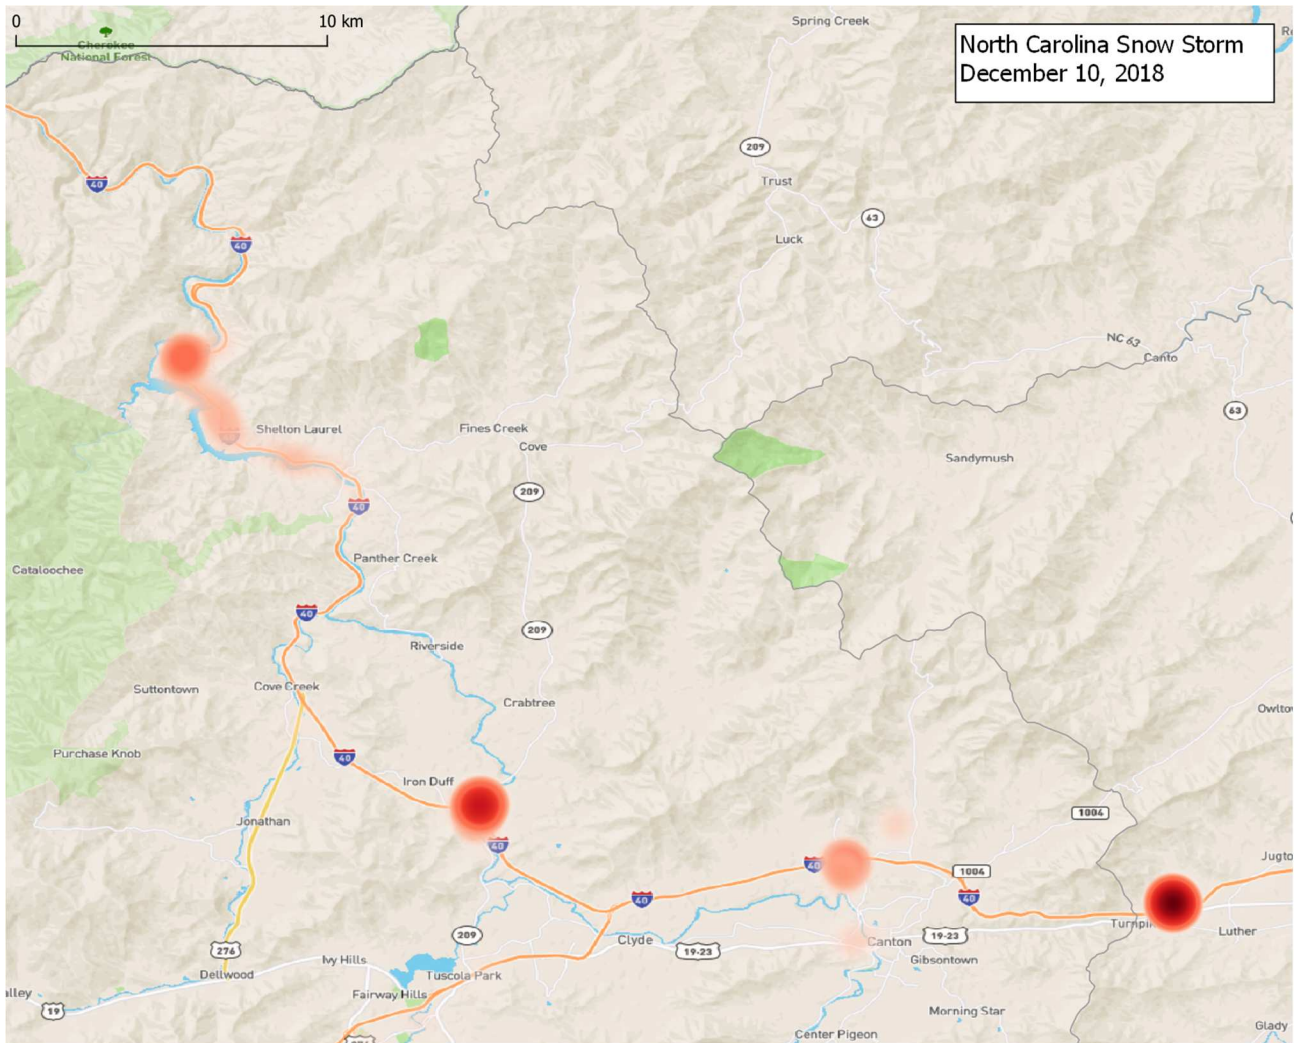 0 10 km
North Carolina Snow Storm
December 10, 2018
Spring Creek
Cherokee
National Forest
209
Trust
40
63
Luck
40
NC 63
Canto
63
Shelton Laurel
Fines Creek
Cove
Sandymush
209
40
Panther Creek
Cataloochee
40
209
Riverside
Suttontown
Cove Creek
Crabtree
Owlto
Purchase Knob
40
Iron Duff
1004
Jonathan
40
40
1004
Jugto
40
40
Turnpi
Luther
209
Clyde
19-23
Canton
19-23
276
Ivy Hills
Gibsontown
Dellwood
Tuscola Park
alley
Fairway Hills
19
Morning Star
Center Pigeon
Glady